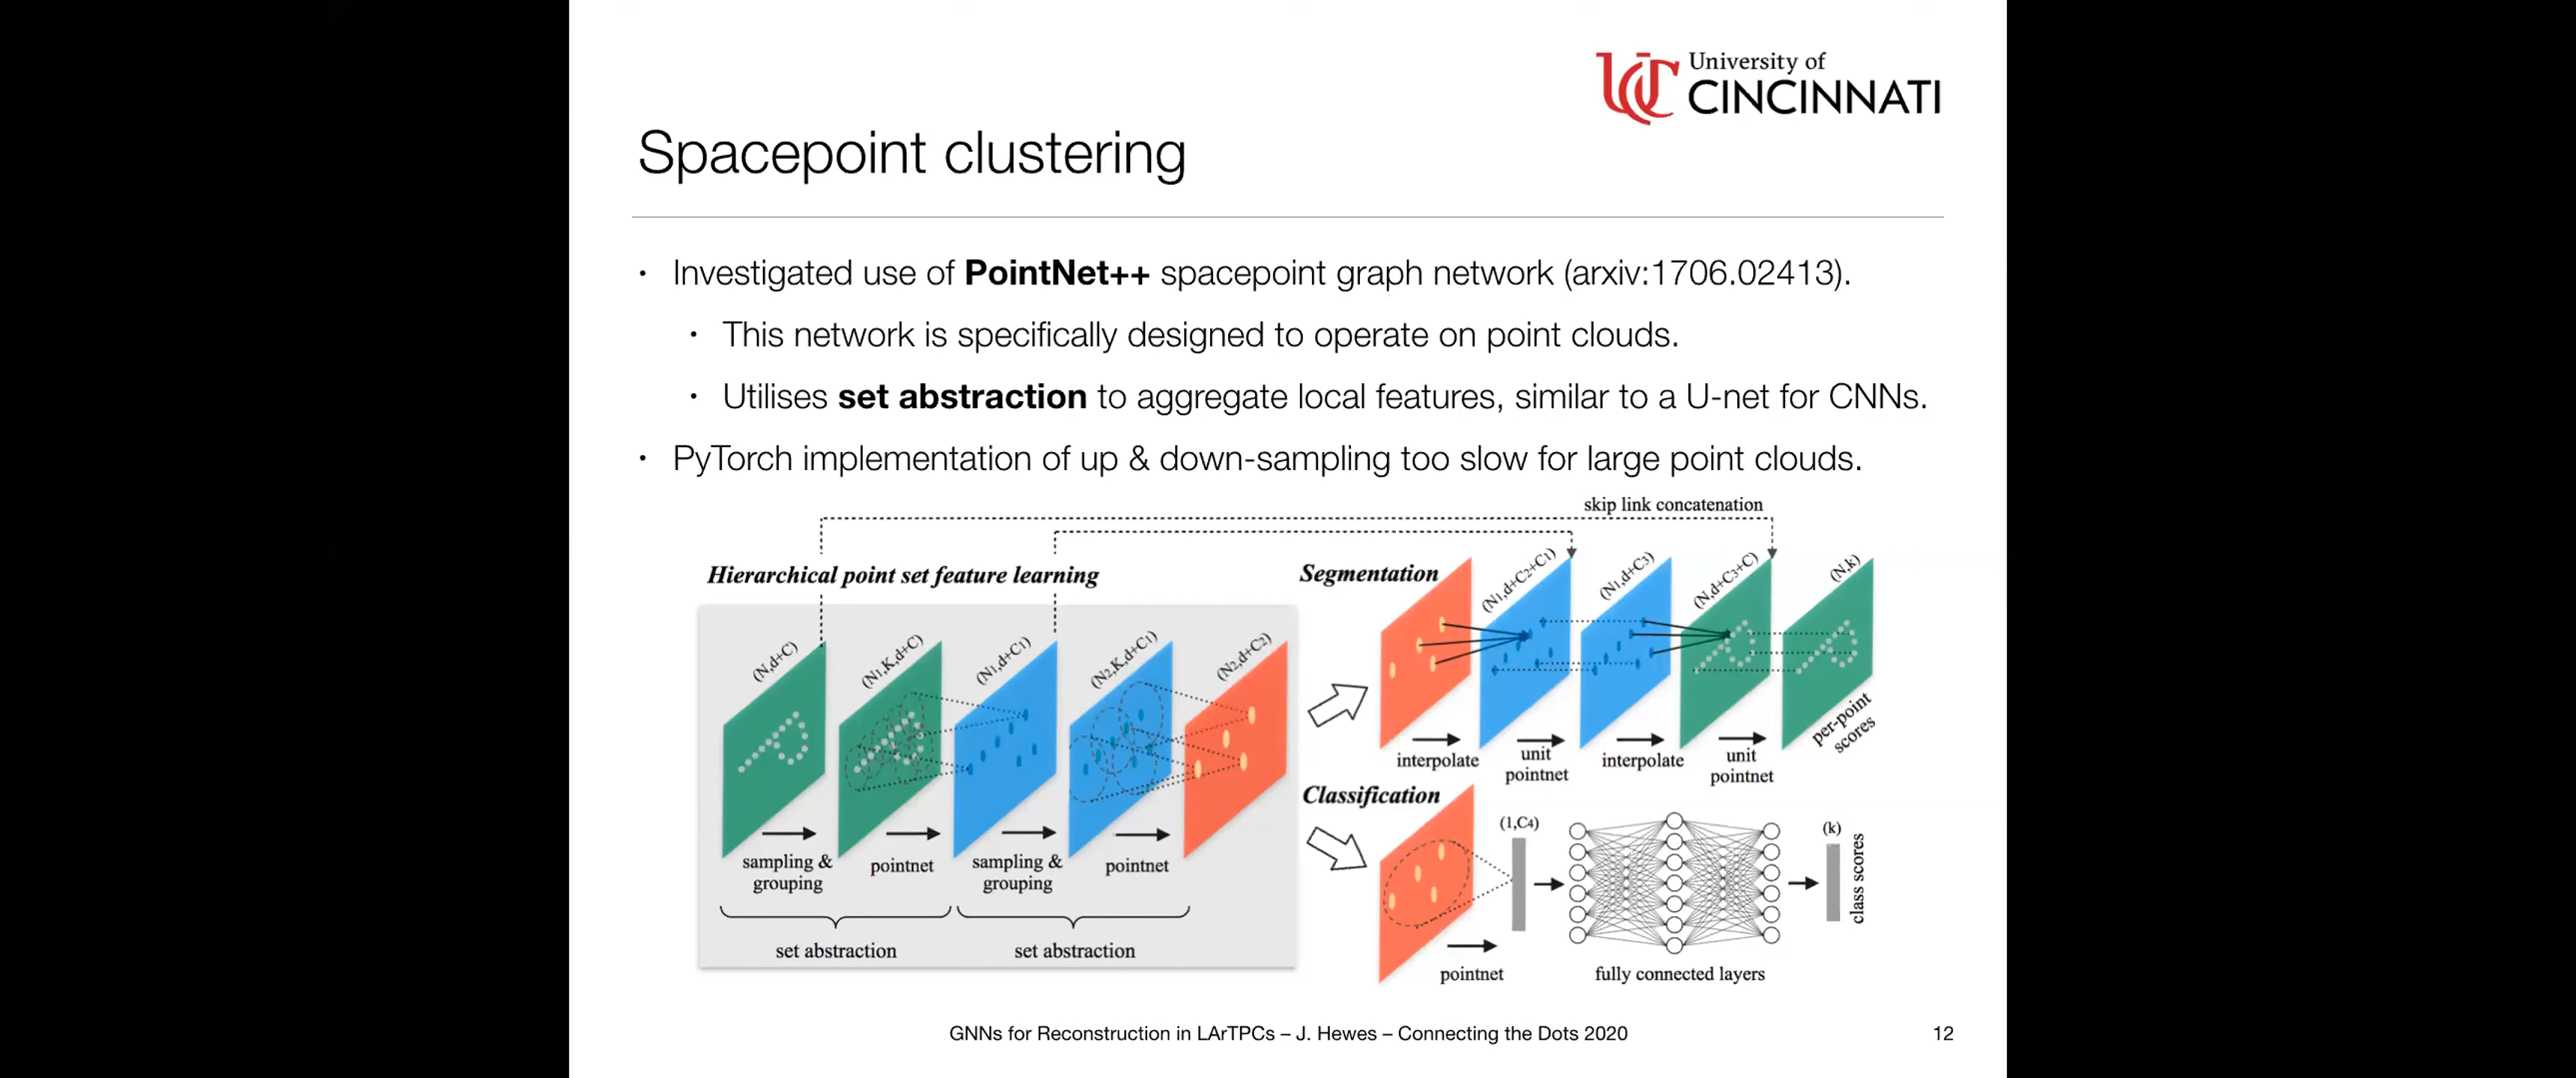 University of
CINCINNATI
Spacepoint clustering
• Investigated use of PointNet++ spacepoint graph network (arxiv:1706.02413).
• This network is specifically designed to operate on point clouds.
• Utilises set abstraction to aggregate local features, similar to a U-net for CNNs.
• PyTorch implementation of up & down-sampling too slow for large point clouds.
skip link concatenation
Hierarchical point set feature learning
(N,d+C)
(N1,K,d+C)
(N1,d+C1)
(N2,K,d+C1)
(N2,d+C2)
sampling &
grouping
pointnet
sampling &
grouping
pointnet
set abstraction
set abstraction
Segmentation
(N1,d+C2+C1)
(N1,d+C3)
(N,d+C3+C)
(N,k)
interpolate
unit
pointnet
interpolate
unit
pointnet
per-point
scores
Classification
(1,C4)
(k)
class scores
pointnet
fully connected layers
GNNs for Reconstruction in LArTPCs – J. Hewes – Connecting the Dots 2020
12